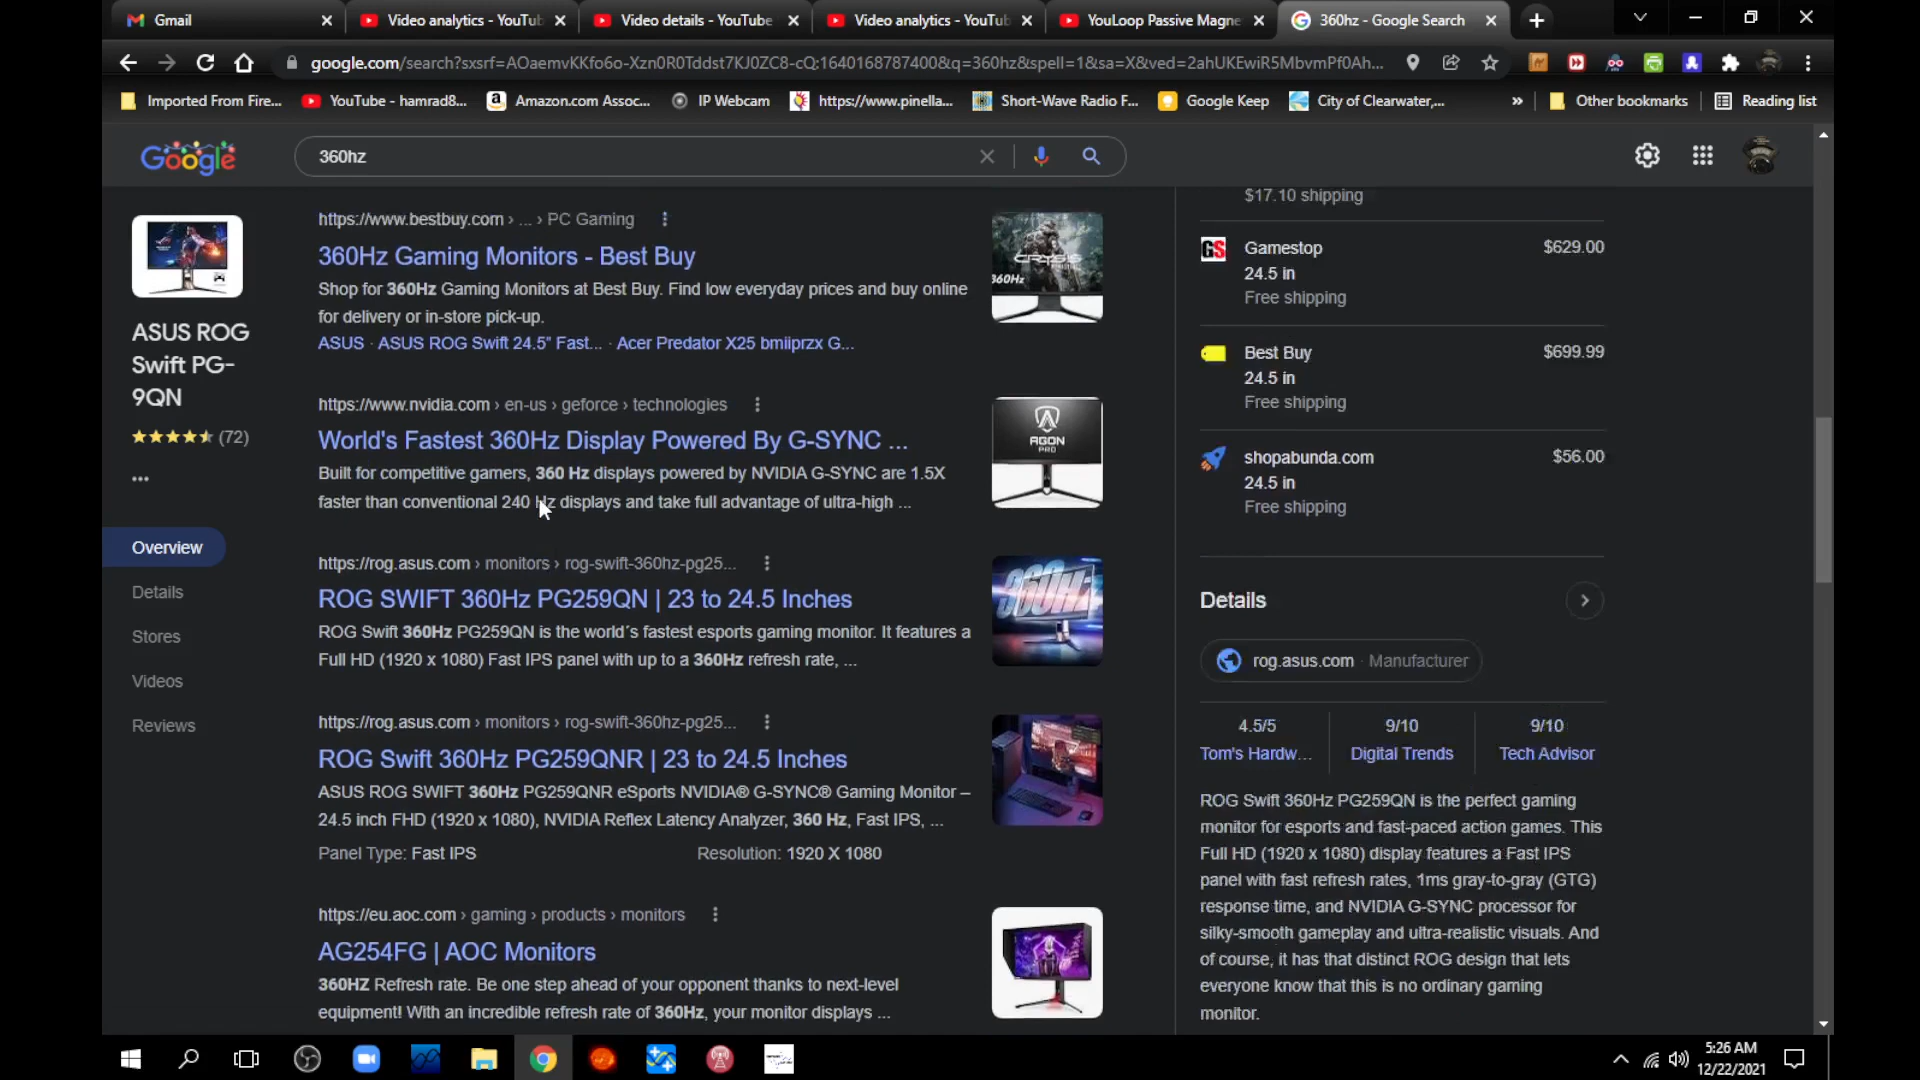 Gmail
Video analytics - YouTub
Video details - YouTube
Video analytics - YouTub
YouLoop Passive Magne
360hz - Google Search
google.com/search?sxsrf=AOaemvKKfo6o-Xzn0R0Tddst7KJ0ZC8-cQ:1640168787400&q=360hz&spell=1&sa=X&ved=2ahUKEwiR5MbvmPf0Ah...
Imported From Fire...
YouTube - hamrad8...
Amazon.com Assoc...
IP Webcam
https://www.pinella...
Short-Wave Radio F...
Google Keep
City of Clearwater,...
»
Other bookmarks
Reading list
Google
360hz
ASUS ROG
Swift PG-
9QN
(72)
Overview
Details
Stores
Videos
Reviews
https://www.bestbuy.com › ... › PC Gaming
360Hz Gaming Monitors - Best Buy
Shop for 360Hz Gaming Monitors at Best Buy. Find low everyday prices and buy online
for delivery or in-store pick-up.
ASUS · ASUS ROG Swift 24.5" Fast... · Acer Predator X25 bmiiprzx G...
CRYSIS
360Hz
https://www.nvidia.com › en-us › geforce › technologies
World's Fastest 360Hz Display Powered By G-SYNC ...
Built for competitive gamers, 360 Hz displays powered by NVIDIA G-SYNC are 1.5X
faster than conventional 240 Hz displays and take full advantage of ultra-high ...
AGON
PRO
https://rog.asus.com › monitors › rog-swift-360hz-pg25...
ROG SWIFT 360Hz PG259QN | 23 to 24.5 Inches
ROG Swift 360Hz PG259QN is the world´s fastest esports gaming monitor. It features a
Full HD (1920 x 1080) Fast IPS panel with up to a 360Hz refresh rate, ...
360Hz
https://rog.asus.com › monitors › rog-swift-360hz-pg25...
ROG Swift 360Hz PG259QNR | 23 to 24.5 Inches
ASUS ROG SWIFT 360Hz PG259QNR eSports NVIDIA® G-SYNC® Gaming Monitor –
24.5 inch FHD (1920 x 1080), NVIDIA Reflex Latency Analyzer, 360 Hz, Fast IPS, ...
Panel Type: Fast IPS
Resolution: 1920 X 1080
https://eu.aoc.com › gaming › products › monitors
AG254FG | AOC Monitors
360HZ Refresh rate. Be one step ahead of your opponent thanks to next-level
equipment! With an incredible refresh rate of 360Hz, your monitor displays ...
$17.10 shipping
GS
Gamestop
$629.00
24.5 in
Free shipping
Best Buy
$699.99
24.5 in
Free shipping
shopabunda.com
$56.00
24.5 in
Free shipping
Details
rog.asus.com · Manufacturer
4.5/5
9/10
9/10
Tom's Hardw...
Digital Trends
Tech Advisor
ROG Swift 360Hz PG259QN is the perfect gaming
monitor for esports and fast-paced action games. This
Full HD (1920 x 1080) display features a Fast IPS
panel with fast refresh rates, 1ms gray-to-gray (GTG)
response time, and NVIDIA G-SYNC processor for
silky-smooth gameplay and ultra-realistic visuals. And
of course, it has that distinct ROG design that lets
everyone know that this is no ordinary gaming
monitor.
5:26 AM
12/22/2021